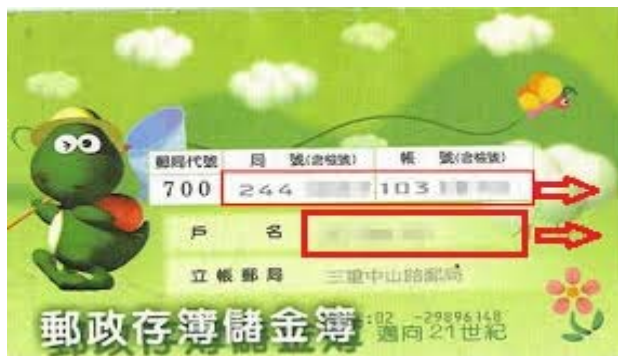 郵局代號 局 號(含檢號) 帳 號(含檢號)
700 244 103
戶 名
立帳郵局 三重中山路郵局
:02 -29896148
郵政存簿儲金簿 邁向21世紀